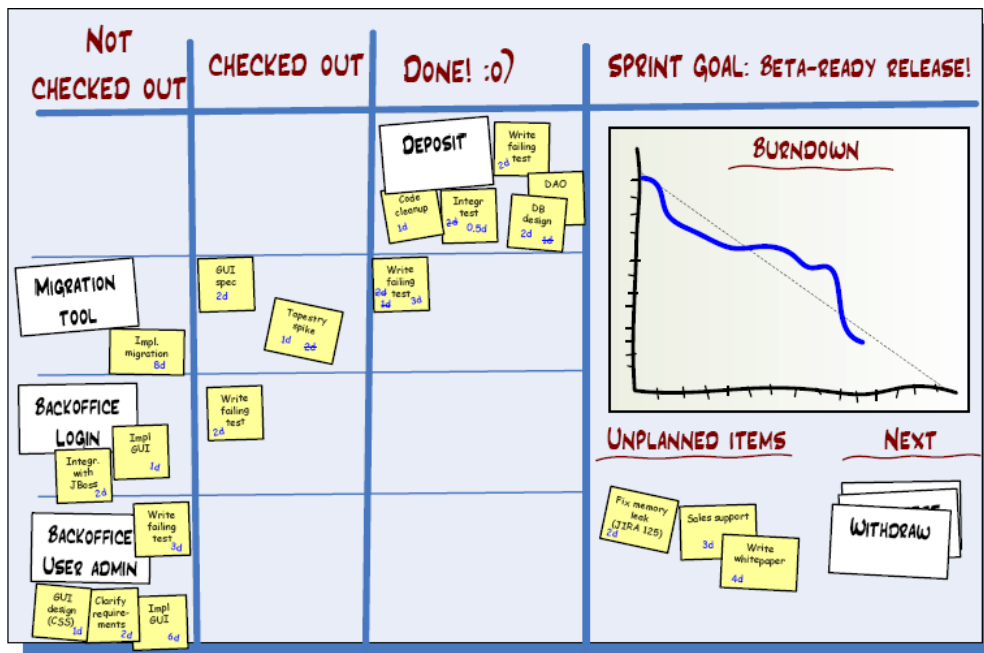 Not
checked out
checked out
Done! :o)
Sprint goal: Beta-ready release!
Deposit
Write
failing
test
2d
DAO
Code
cleanup
1d
Integr
test
2d 0.5d
DB
design
2d 1d
Burndown
Migration
tool
Impl.
migration
8d
GUI
spec
2d
Tapestry
spike
1d 2d
Write
failing
2d test
1d 3d
Backoffice
Login
Impl
GUI
1d
Integr.
with
JBoss
2d
Write
failing
test
2d
Backoffice
User admin
Write
failing
test
3d
GUI
design
(CSS)
1d
Clarify
require-
ments
2d
Impl
GUI
6d
Unplanned items
Next
Fix memory
leak
(JIRA 125)
2d
Sales support
3d
Write
whitepaper
4d
Withdraw